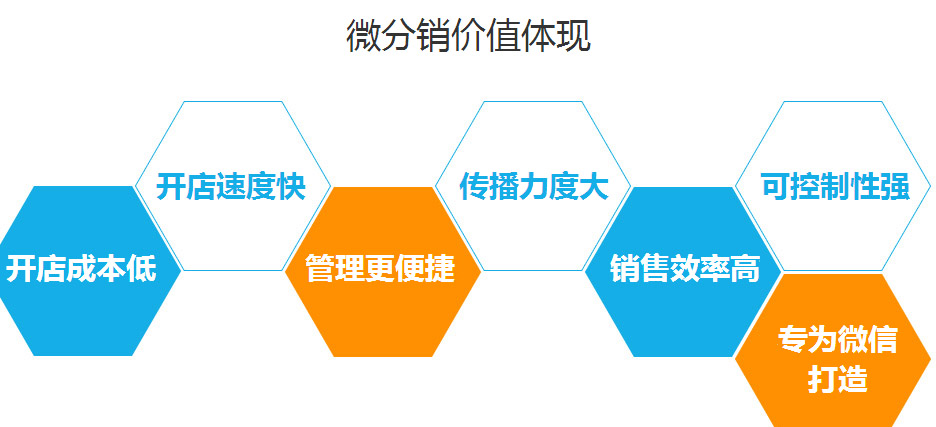 微分销价值体现
开店成本低
开店速度快
管理更便捷
传播力度大
销售效率高
可控制性强
专为微信
打造